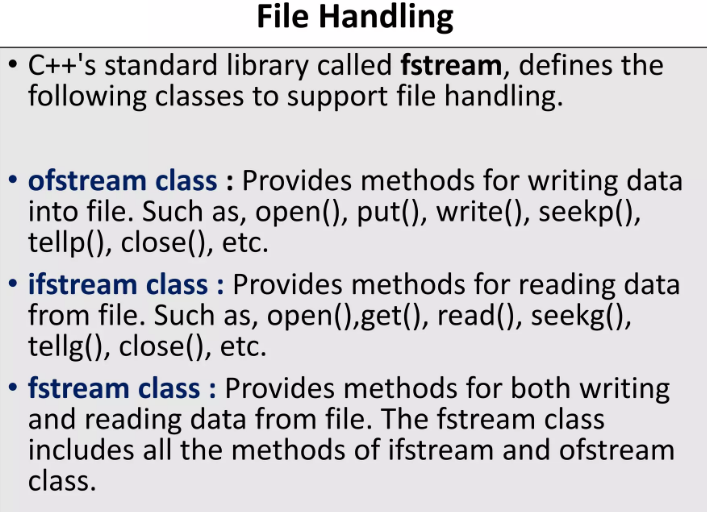 File Handling
• C++'s standard library called fstream, defines the
following classes to support file handling.
• ofstream class : Provides methods for writing data
into file. Such as, open(), put(), write(), seekp(),
tellp(), close(), etc.
• ifstream class : Provides methods for reading data
from file. Such as, open(),get(), read(), seekg(),
tellg(), close(), etc.
• fstream class : Provides methods for both writing
and reading data from file. The fstream class
includes all the methods of ifstream and ofstream
class.